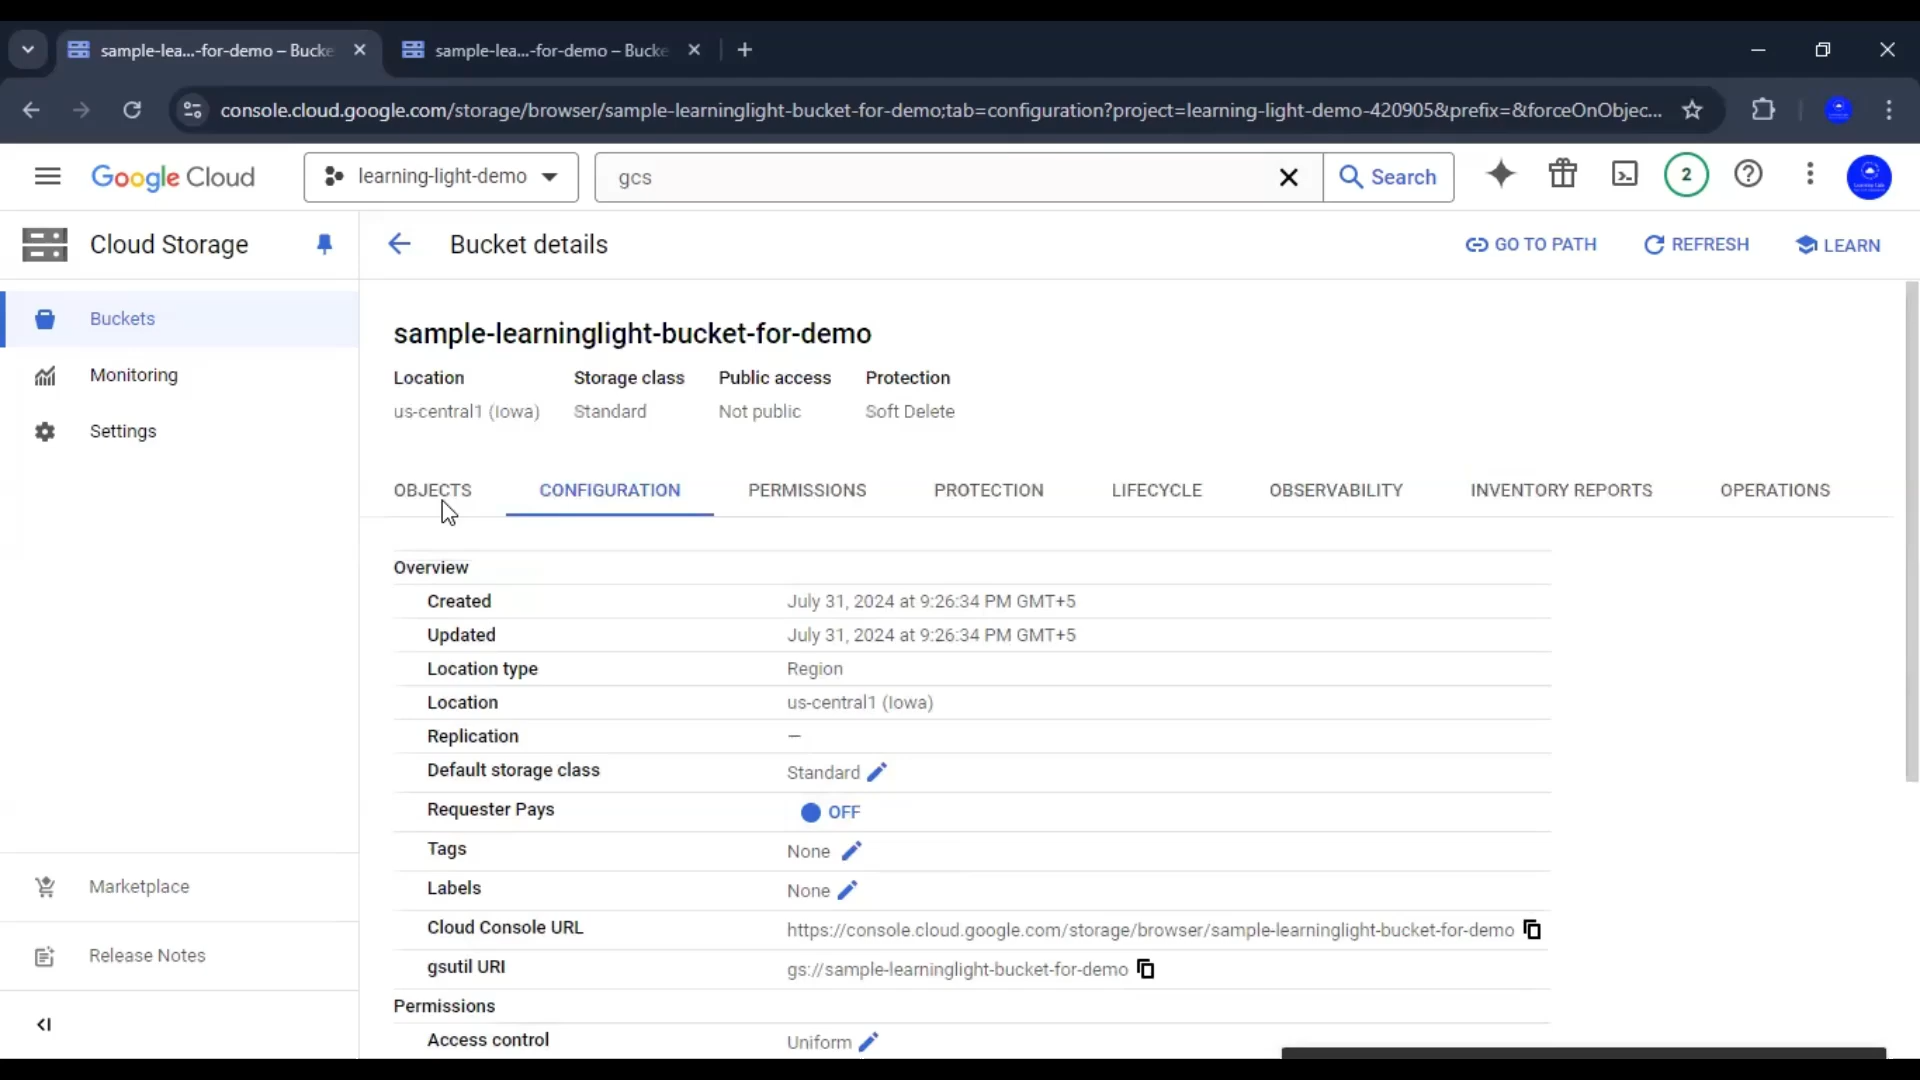 sample-lea...-for-demo – Bucke
sample-lea...-for-demo – Bucke
console.cloud.google.com/storage/browser/sample-learninglight-bucket-for-demo;tab=configuration?project=learning-light-demo-420905&prefix=&forceOnObjec...
Google Cloud
learning-light-demo
gcs
Search
2
Cloud Storage
Bucket details
GO TO PATH
REFRESH
LEARN
Buckets
Monitoring
Settings
Marketplace
Release Notes
sample-learninglight-bucket-for-demo
Location Storage class Public access Protection
us-central1 (Iowa) Standard Not public Soft Delete
OBJECTS CONFIGURATION PERMISSIONS PROTECTION LIFECYCLE OBSERVABILITY INVENTORY REPORTS OPERATIONS
Overview
Created July 31, 2024 at 9:26:34 PM GMT+5
Updated July 31, 2024 at 9:26:34 PM GMT+5
Location type Region
Location us-central1 (Iowa)
Replication —
Default storage class Standard
Requester Pays OFF
Tags None
Labels None
Cloud Console URL https://console.cloud.google.com/storage/browser/sample-learninglight-bucket-for-demo
gsutil URI gs://sample-learninglight-bucket-for-demo
Permissions
Access control Uniform